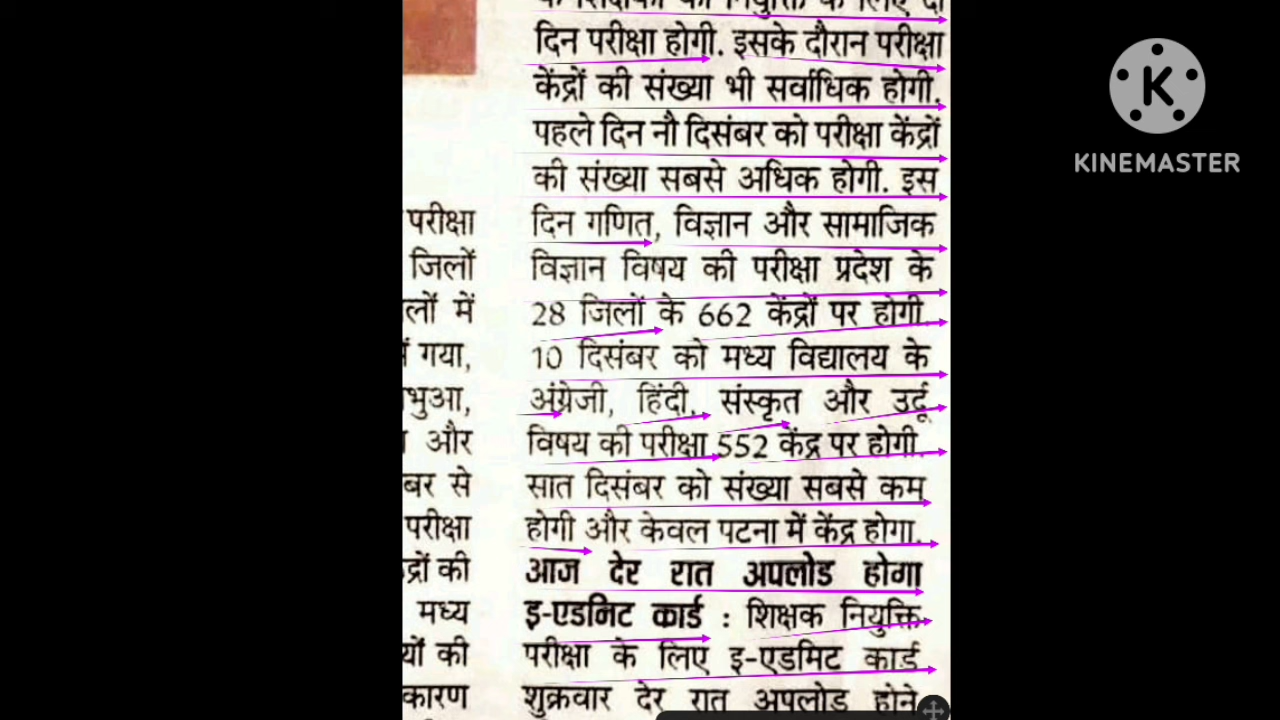 के लिए दो
दिन परीक्षा होगी. इसके दौरान परीक्षा
केंद्रों की संख्या भी सर्वाधिक होगी.
पहले दिन नौ दिसंबर को परीक्षा केंद्रों
की संख्या सबसे अधिक होगी. इस
दिन गणित, विज्ञान और सामाजिक
विज्ञान विषय की परीक्षा प्रदेश के
28 जिलों के 662 केंद्रों पर होगी.
10 दिसंबर को मध्य विद्यालय के
अंग्रेजी, हिंदी, संस्कृत और उर्दू
विषय की परीक्षा 552 केंद्र पर होगी.
सात दिसंबर को संख्या सबसे कम
होगी और केवल पटना में केंद्र होगा.
आज देर रात अपलोड होगा
इ-एडमिट कार्ड : शिक्षक नियुक्ति
परीक्षा के लिए इ-एडमिट कार्ड
शुक्रवार देर रात अपलोड होने
परीक्षा
जिलों
में
गया,
और
से
परीक्षा
की
मध्य
की
कारण
K
KINEMASTER